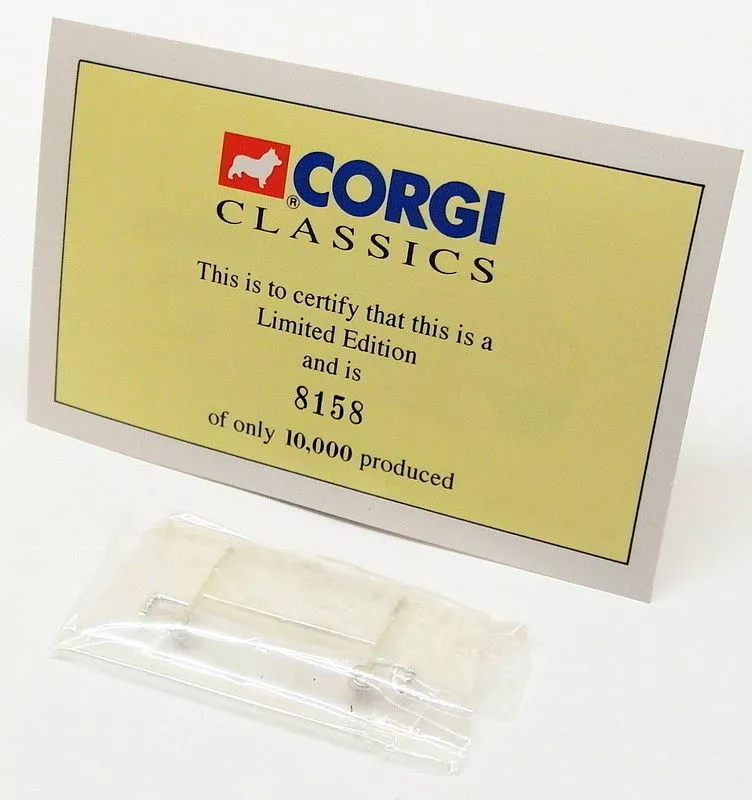 ® CORGI
CLASSICS
This is to certify that this is a
Limited Edition
and is
8158
of only 10,000 produced